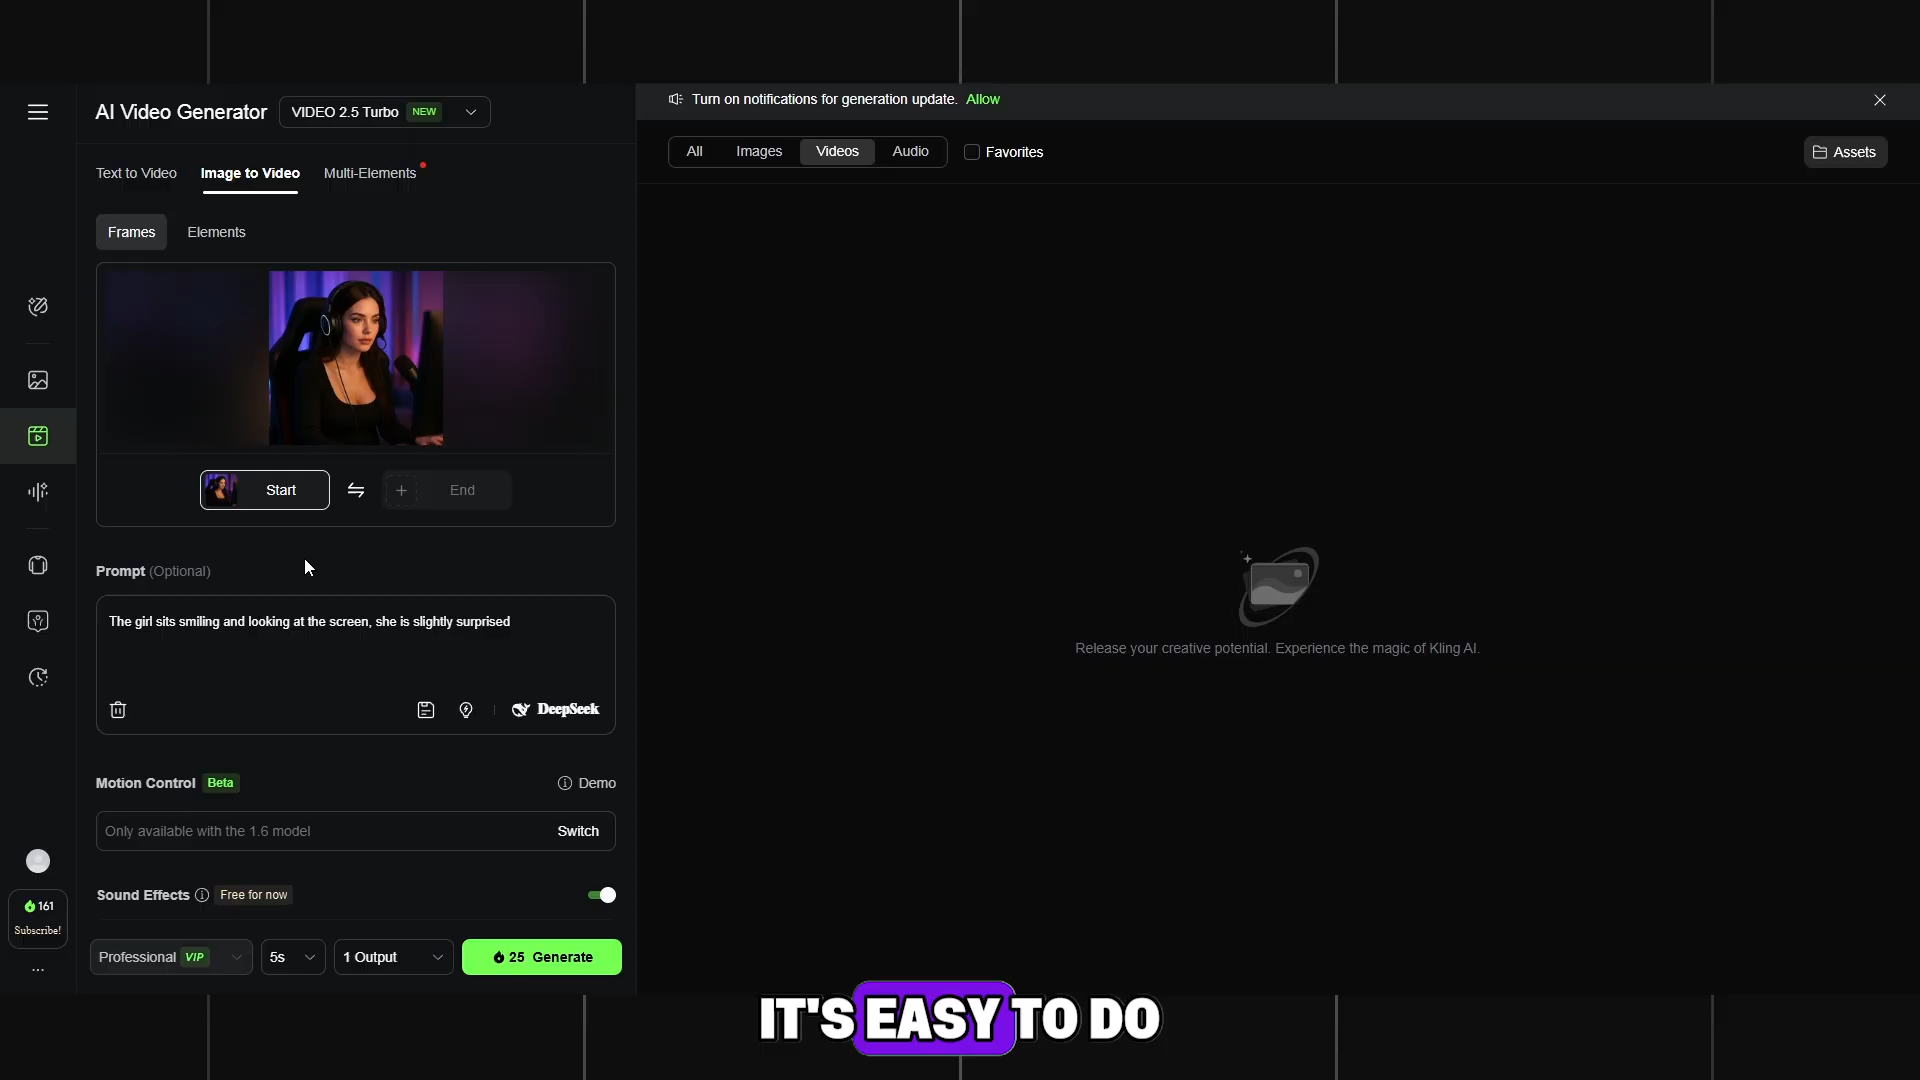 Turn on notifications for generation update. Allow
AI Video Generator VIDEO 2.5 Turbo NEW
All Images Videos Audio Favorites Assets
Text to Video Image to Video Multi-Elements
Frames Elements
Start End
Prompt (Optional)
The girl sits smiling and looking at the screen, she is slightly surprised
DeepSeek
Release your creative potential. Experience the magic of Kling AI.
Motion Control Beta Demo
Only available with the 1.6 model Switch
Sound Effects Free for now
161
Subscribe!
Professional VIP 5s 1 Output 25 Generate
IT'S EASY TO DO